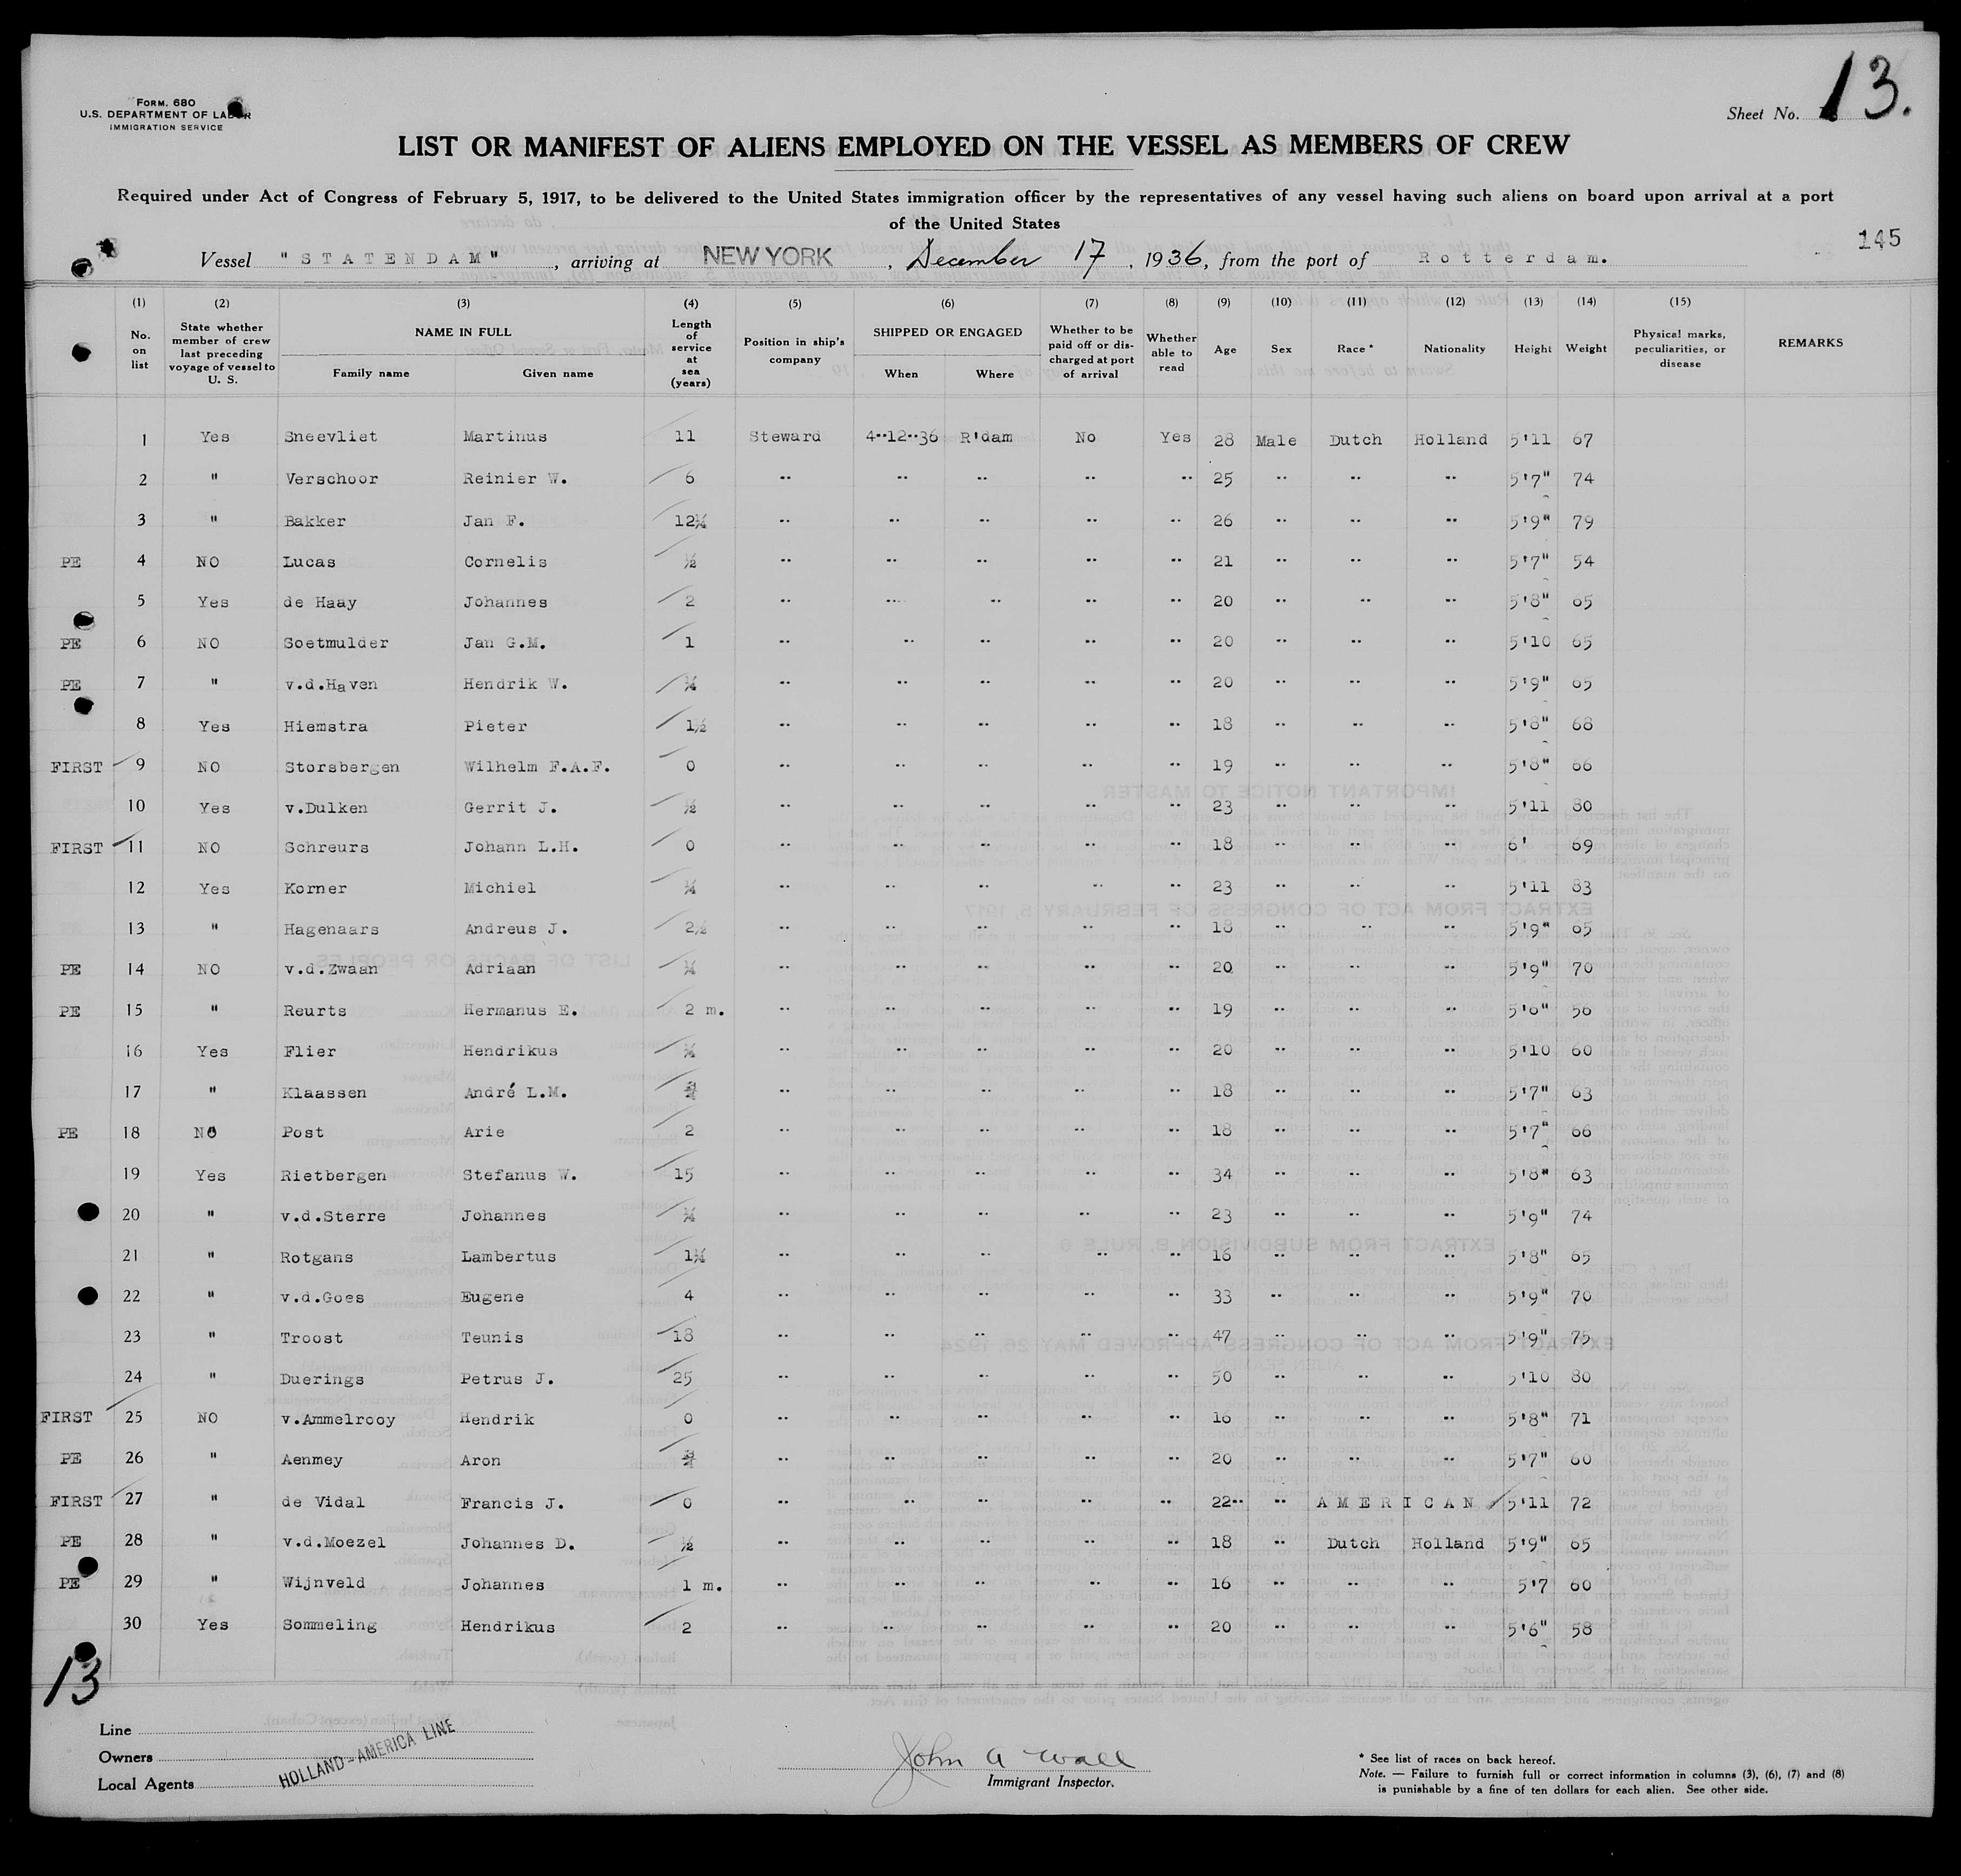 FORM. 680
U.S. DEPARTMENT OF LABOR
IMMIGRATION SERVICE
Sheet No. 13.
LIST OR MANIFEST OF ALIENS EMPLOYED ON THE VESSEL AS MEMBERS OF CREW
Required under Act of Congress of February 5, 1917, to be delivered to the United States immigration officer by the representatives of any vessel having such aliens on board upon arrival at a port
of the United States
145
Vessel "STATENDAM", arriving at NEW YORK, December 17, 1936, from the port of Rotterdam.
(1) No. on list (2) State whether member of crew last preceding voyage of vessel to U. S. (3) NAME IN FULL Family name Given name (4) Length of service at sea (years) (5) Position in ship's company (6) SHIPPED OR ENGAGED When Where (7) Whether to be paid off or discharged at port of arrival (8) Whether able to read (9) Age (10) Sex (11) Race * (12) Nationality (13) Height (14) Weight (15) Physical marks, peculiarities, or disease REMARKS
1 Yes Sneevliet Martinus 11 Steward 4--12--36 R'dam No Yes 28 Male Dutch Holland 5'11 67
2 " Verschoor Reinier W. 6 -- -- -- -- -- 25 -- -- -- 5'7" 74
3 " Bakker Jan F. 12¼ -- -- -- -- -- 26 -- -- -- 5'9" 79
PE 4 NO Lucas Cornelis ½ -- -- -- -- -- 21 -- -- -- 5'7" 54
5 Yes de Haay Johannes 2 -- -- -- -- -- 20 -- -- -- 5'8" 65
PE 6 NO Soetmulder Jan G.M. 1 -- -- -- -- -- 20 -- -- -- 5'10 65
PE 7 " v.d.Haven Hendrik W. ¼ -- -- -- -- -- 20 -- -- -- 5'9" 65
8 Yes Hiemstra Pieter 1½ -- -- -- -- -- 18 -- -- -- 5'8" 68
FIRST 9 NO Storsbergen Wilhelm F.A.F. 0 -- -- -- -- -- 19 -- -- -- 5'8" 66
10 Yes v.Dulken Gerrit J. ½ -- -- -- -- -- 23 -- -- -- 5'11 80
FIRST 11 NO Schreurs Johann L.H. 0 -- -- -- -- -- 18 -- -- -- 6' 69
12 Yes Korner Michiel ¼ -- -- -- -- -- 23 -- -- -- 5'11 83
13 " Hagenaars Andreus J. 2½ -- -- -- -- -- 18 -- -- -- 5'9" 65
PE 14 NO v.d.Zwaan Adriaan ¼ -- -- -- -- -- 20 -- -- -- 5'9" 70
PE 15 " Reurts Hermanus E. 2 m. -- -- -- -- -- 19 -- -- -- 5'6" 56
16 Yes Flier Hendrikus ¼ -- -- -- -- -- 20 -- -- -- 5'10 60
17 " Klaassen André L.M. ¾ -- -- -- -- -- 18 -- -- -- 5'7" 63
PE 18 NO Post Arie 2 -- -- -- -- -- 18 -- -- -- 5'7" 66
19 Yes Rietbergen Stefanus W. 15 -- -- -- -- -- 34 -- -- -- 5'8" 63
20 " v.d.Sterre Johannes ¼ -- -- -- -- -- 23 -- -- -- 5'9" 74
21 " Rotgans Lambertus 1¼ -- -- -- -- -- 16 -- -- -- 5'8" 65
22 " v.d.Goes Eugene 4 -- -- -- -- -- 33 -- -- -- 5'9" 70
23 " Troost Teunis 18 -- -- -- -- -- 47 -- -- -- 5'9" 75
24 " Duerings Petrus J. 25 -- -- -- -- -- 50 -- -- -- 5'10 80
FIRST 25 NO v.Ammelrooy Hendrik 0 -- -- -- -- -- 16 -- -- -- 5'8" 71
PE 26 " Aenmey Aron ¾ -- -- -- -- -- 20 -- -- -- 5'7" 60
FIRST 27 " de Vidal Francis J. 0 -- -- -- -- -- 22-- -- AMERICAN 5'11 72
PE 28 " v.d.Moezel Johannes D. ½ -- -- -- -- -- 18 -- Dutch Holland 5'9" 65
PE 29 " Wijnveld Johannes 1 m. -- -- -- -- -- 16 -- -- -- 5'7 60
30 Yes Sommeling Hendrikus 2 -- -- -- -- -- 20 -- -- -- 5'6" 58
13
Line
Owners
Local Agents
HOLLAND-AMERICA LINE
John A Wall
Immigrant Inspector.
* See list of races on back hereof.
Note. — Failure to furnish full or correct information in columns (3), (6), (7) and (8)
is punishable by a fine of ten dollars for each alien. See other side.